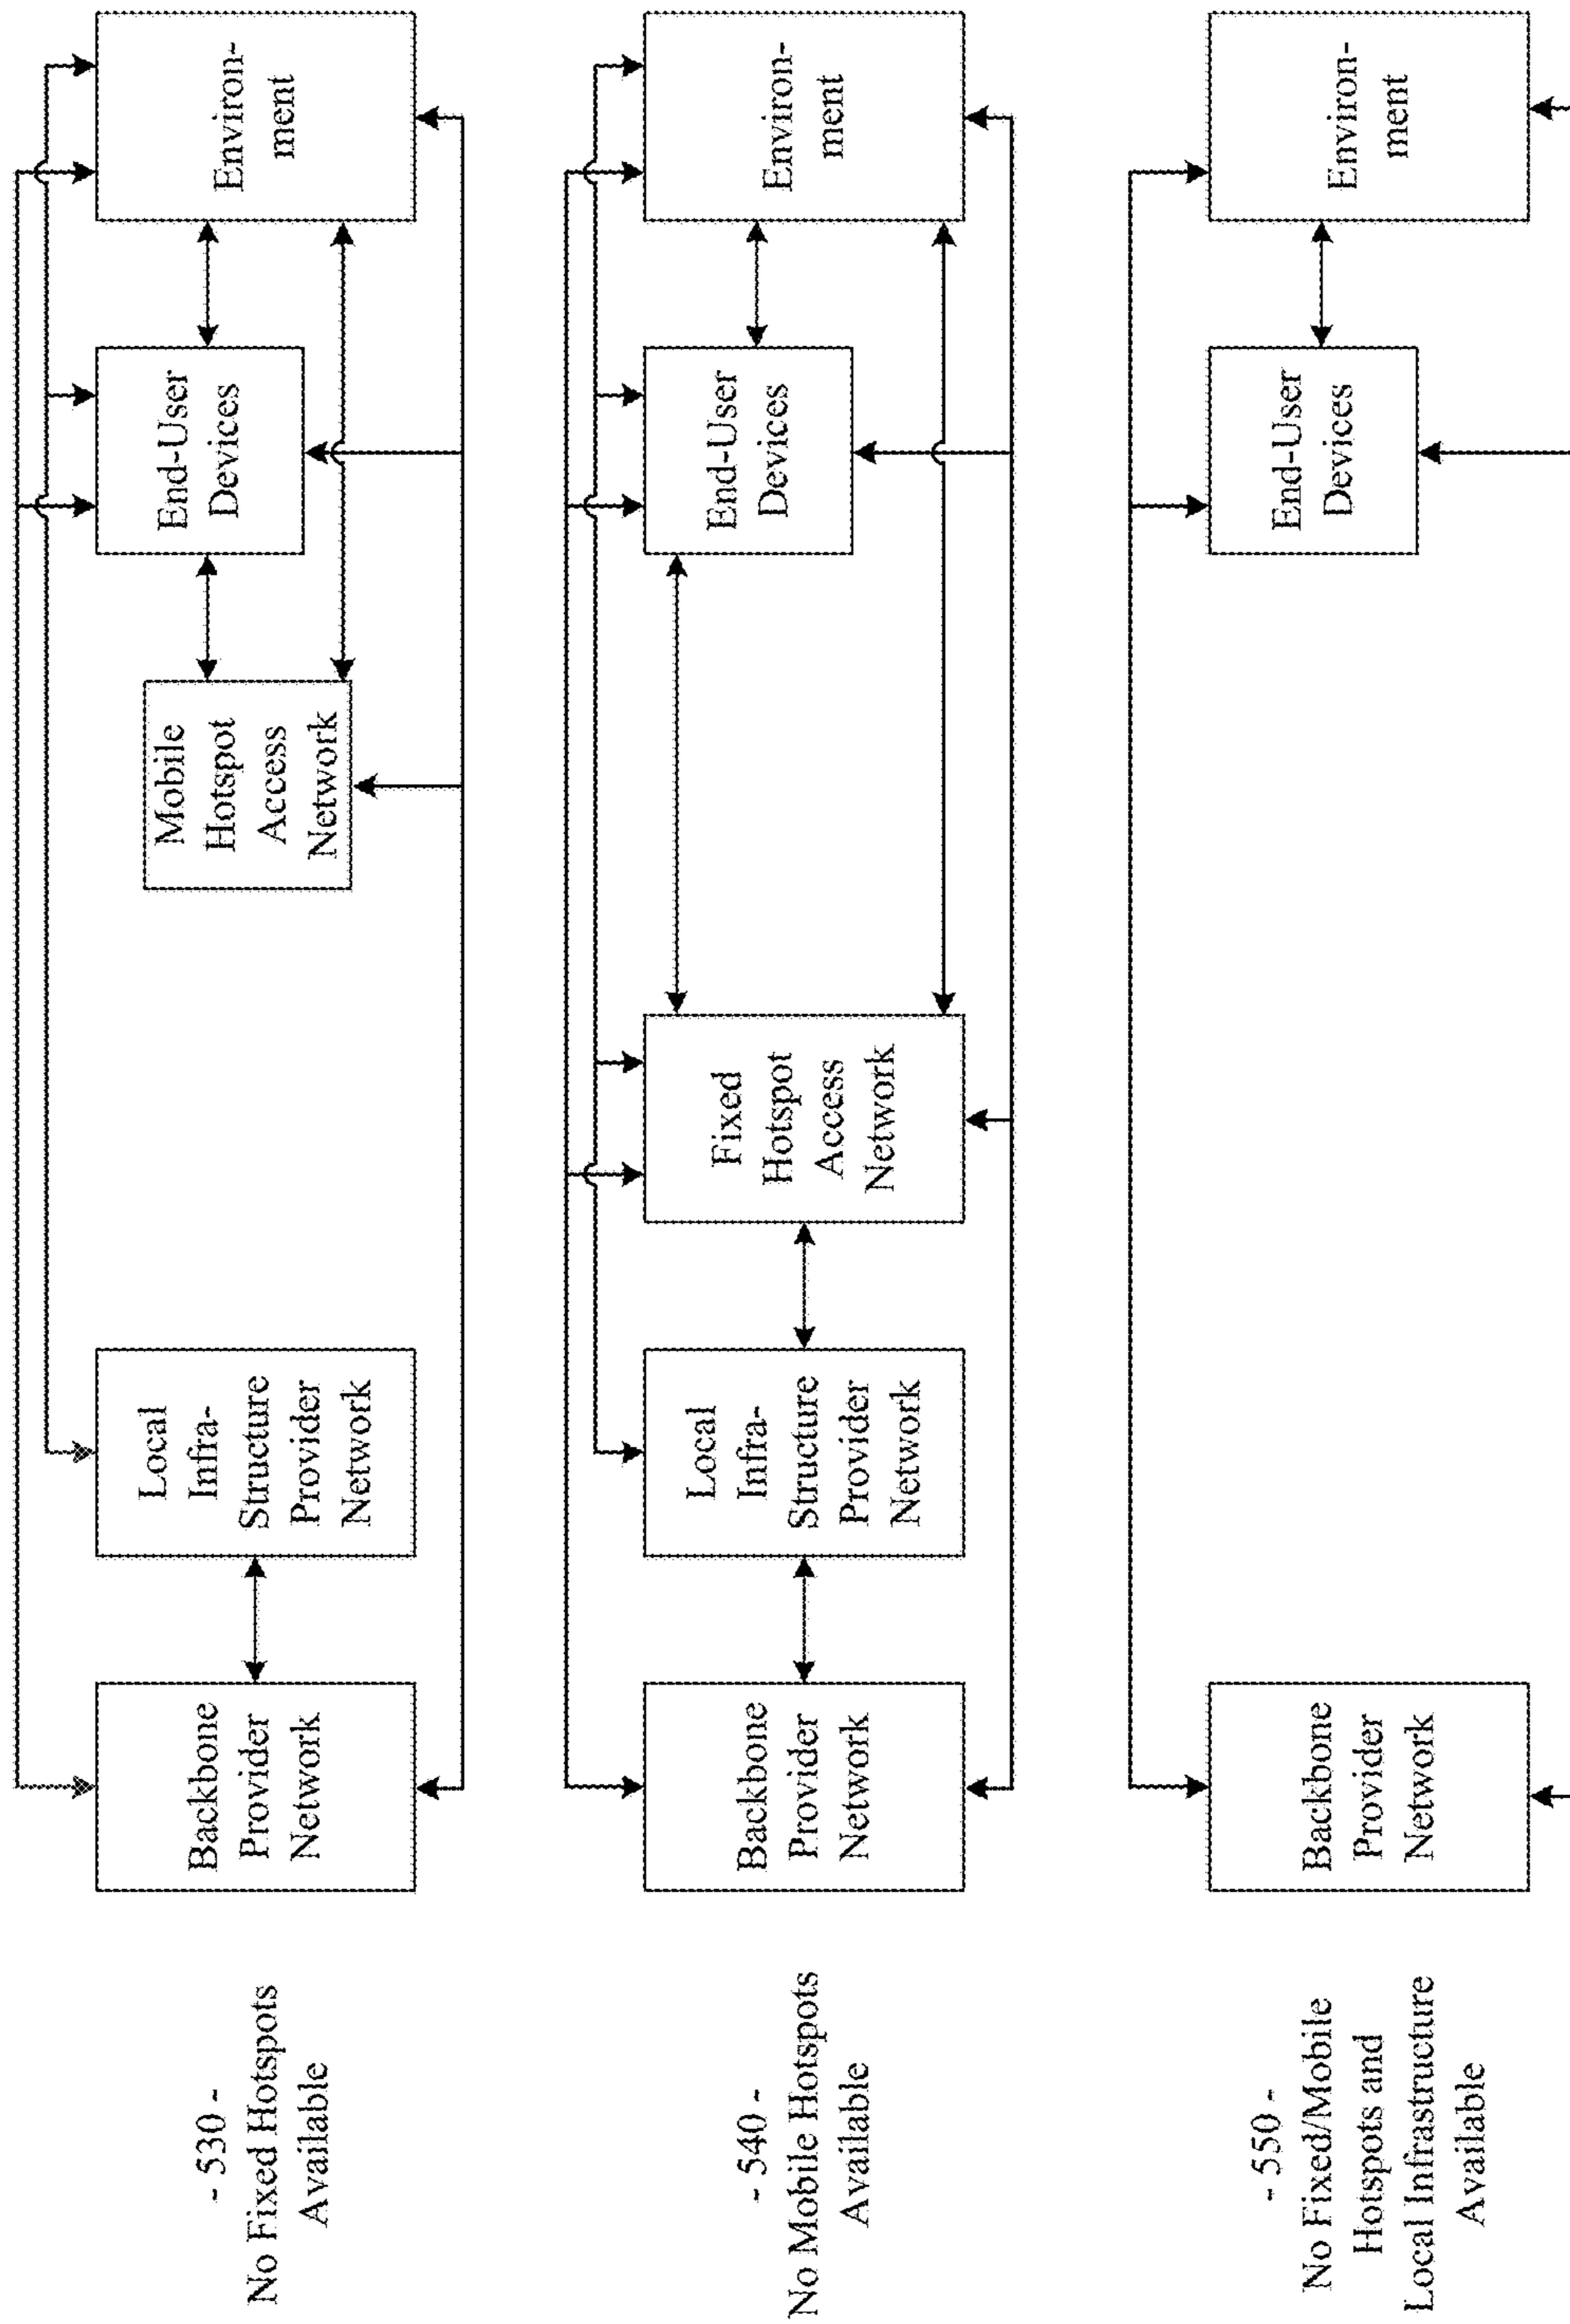 - 530 -
No Fixed Hotspots
Available
Backbone
Provider
Network
Local
Infra-
Structure
Provider
Network
Mobile
Hotspot
Access
Network
End-User
Devices
Environ-
ment
- 540 -
No Mobile Hotspots
Available
Backbone
Provider
Network
Local
Infra-
Structure
Provider
Network
Fixed
Hotspot
Access
Network
End-User
Devices
Environ-
ment
- 550 -
No Fixed/Mobile
Hotspots and
Local Infrastructure
Available
Backbone
Provider
Network
End-User
Devices
Environ-
ment